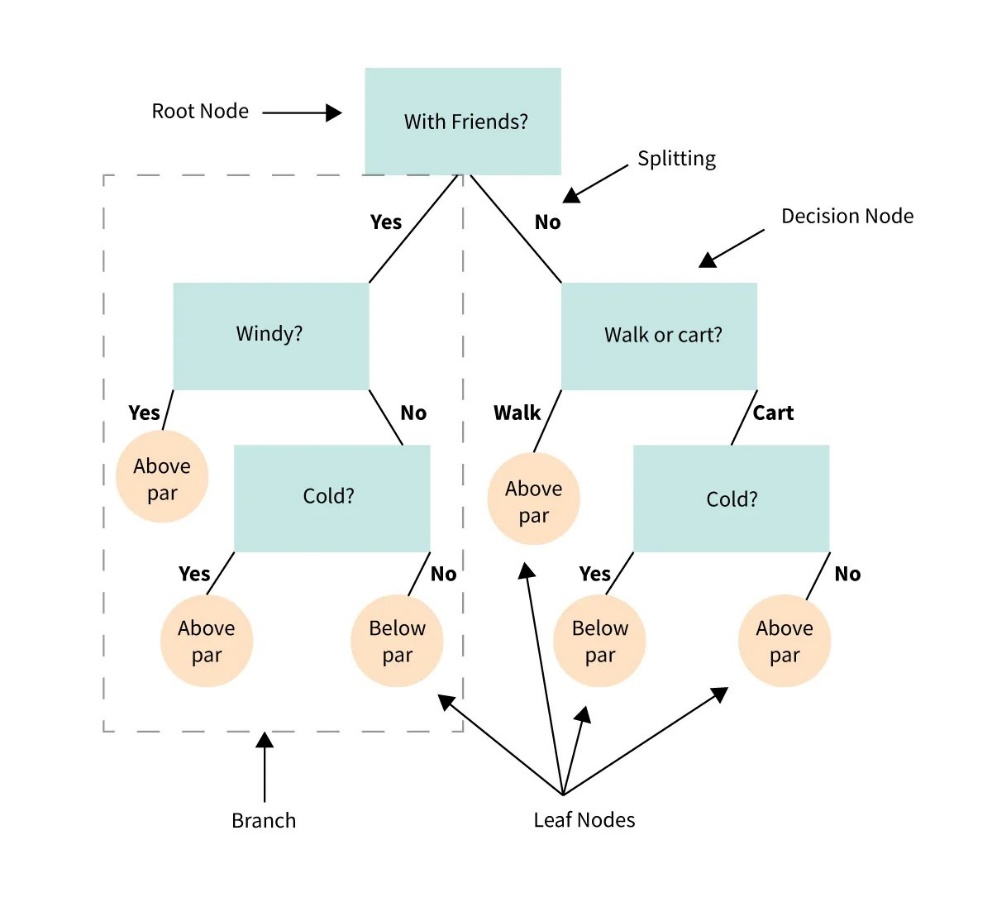 Root Node
With Friends?
Splitting
Yes
No
Decision Node
Windy?
Walk or cart?
Yes
No
Walk
Cart
Above
par
Cold?
Above
par
Cold?
Yes
No
Yes
No
Above
par
Below
par
Below
par
Above
par
Branch
Leaf Nodes